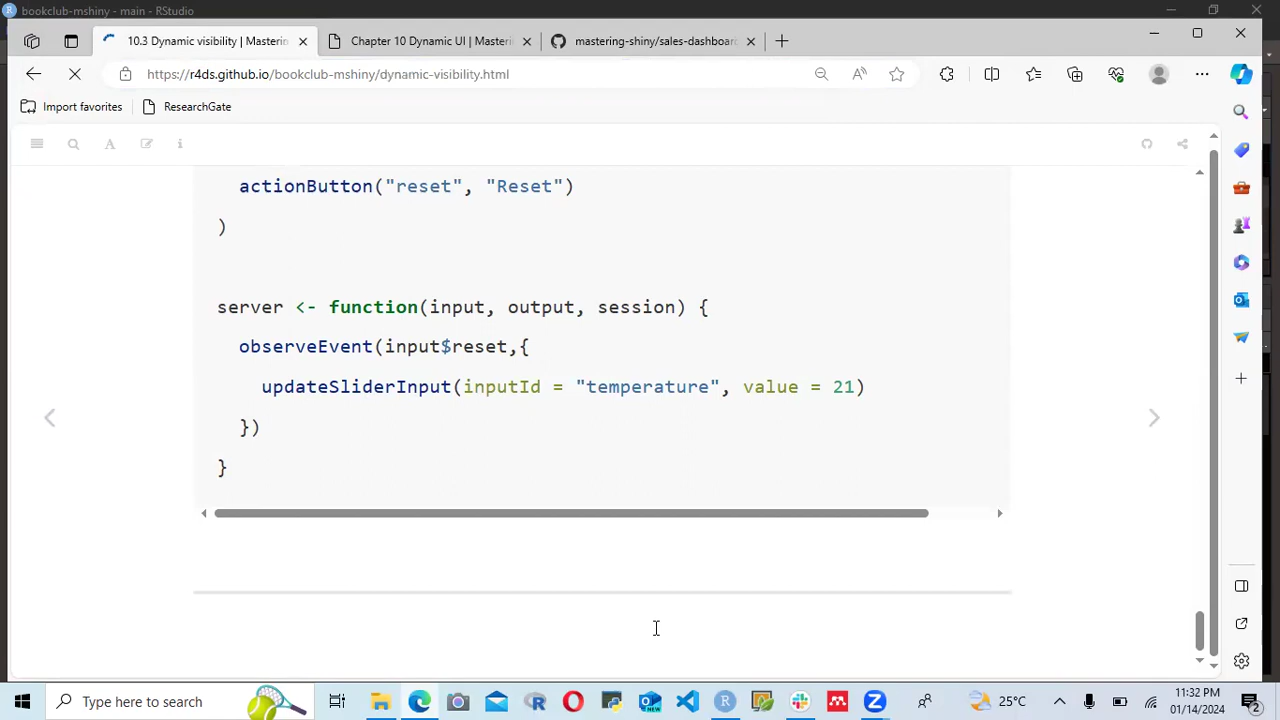 bookclub-mshiny - main - RStudio
10.3 Dynamic visibility | Masterin
Chapter 10 Dynamic UI | Masteri
mastering-shiny/sales-dashboard
https://r4ds.github.io/bookclub-mshiny/dynamic-visibility.html
Import favorites
ResearchGate
actionButton("reset", "Reset")
)
server <- function(input, output, session) {
observeEvent(input$reset,{
updateSliderInput(inputId = "temperature", value = 21)
})
}
Type here to search
25°C
11:32 PM
01/14/2024
2